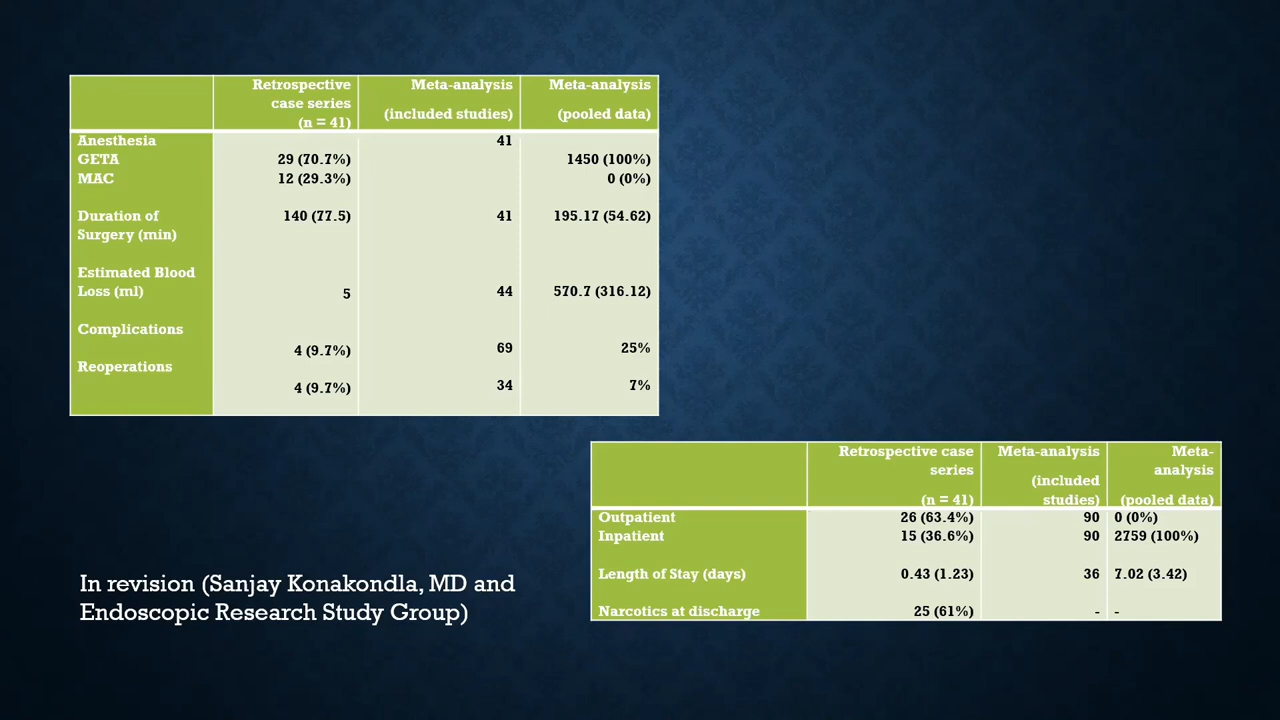 Retrospective case series (n = 41) Meta-analysis (included studies) Meta-analysis (pooled data)
Anesthesia 41
GETA 29 (70.7%) 1450 (100%)
MAC 12 (29.3%) 0 (0%)
Duration of Surgery (min) 140 (77.5) 41 195.17 (54.62)
Estimated Blood Loss (ml) 5 44 570.7 (316.12)
Complications 4 (9.7%) 69 25%
Reoperations 4 (9.7%) 34 7%
Retrospective case series (n = 41) Meta-analysis (included studies) Meta-analysis (pooled data)
Outpatient 26 (63.4%) 90 0 (0%)
Inpatient 15 (36.6%) 90 2759 (100%)
Length of Stay (days) 0.43 (1.23) 36 7.02 (3.42)
Narcotics at discharge 25 (61%) - -
In revision (Sanjay Konakondla, MD and
Endoscopic Research Study Group)